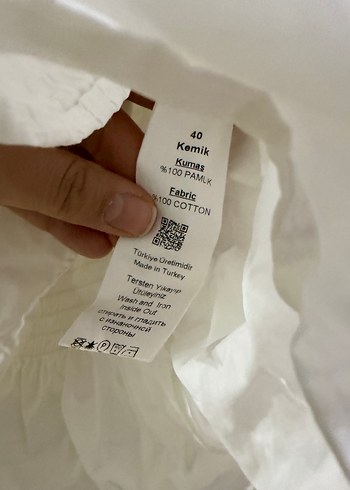 40
Kemik
Kumaş
%100 PAMUK
Fabric
%100 COTTON
Türkiye Üretimidir
Made in Turkey
Tersten Yıkayıp
Ütüleyiniz
Wash and Iron
Inside Out
стирать и гладить
с изнаночной
стороны